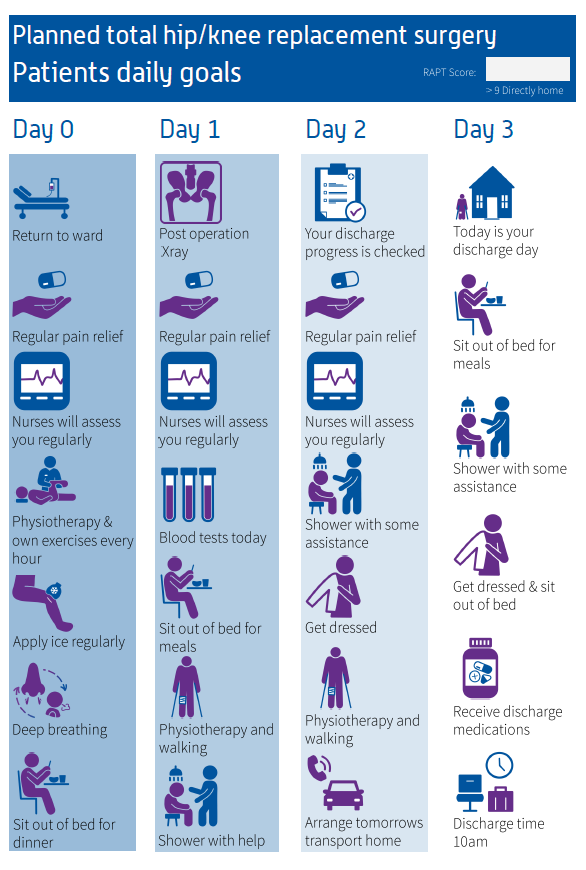 Planned total hip/knee replacement surgery
Patients daily goals
RAPT Score:
> 9 Directly home
Day 0
Return to ward
Regular pain relief
Nurses will assess
you regularly
Physiotherapy &
own exercises every
hour
Apply ice regularly
Deep breathing
Sit out of bed for
dinner
Day 1
Post operation
Xray
Regular pain relief
Nurses will assess
you regularly
Blood tests today
Sit out of bed for
meals
Physiotherapy and
walking
Shower with help
Day 2
Your discharge
progress is checked
Regular pain relief
Nurses will assess
you regularly
Shower with some
assistance
Get dressed
Physiotherapy and
walking
Arrange tomorrows
transport home
Day 3
Today is your
discharge day
Sit out of bed for
meals
Shower with some
assistance
Get dressed & sit
out of bed
Receive discharge
medications
Discharge time
10am